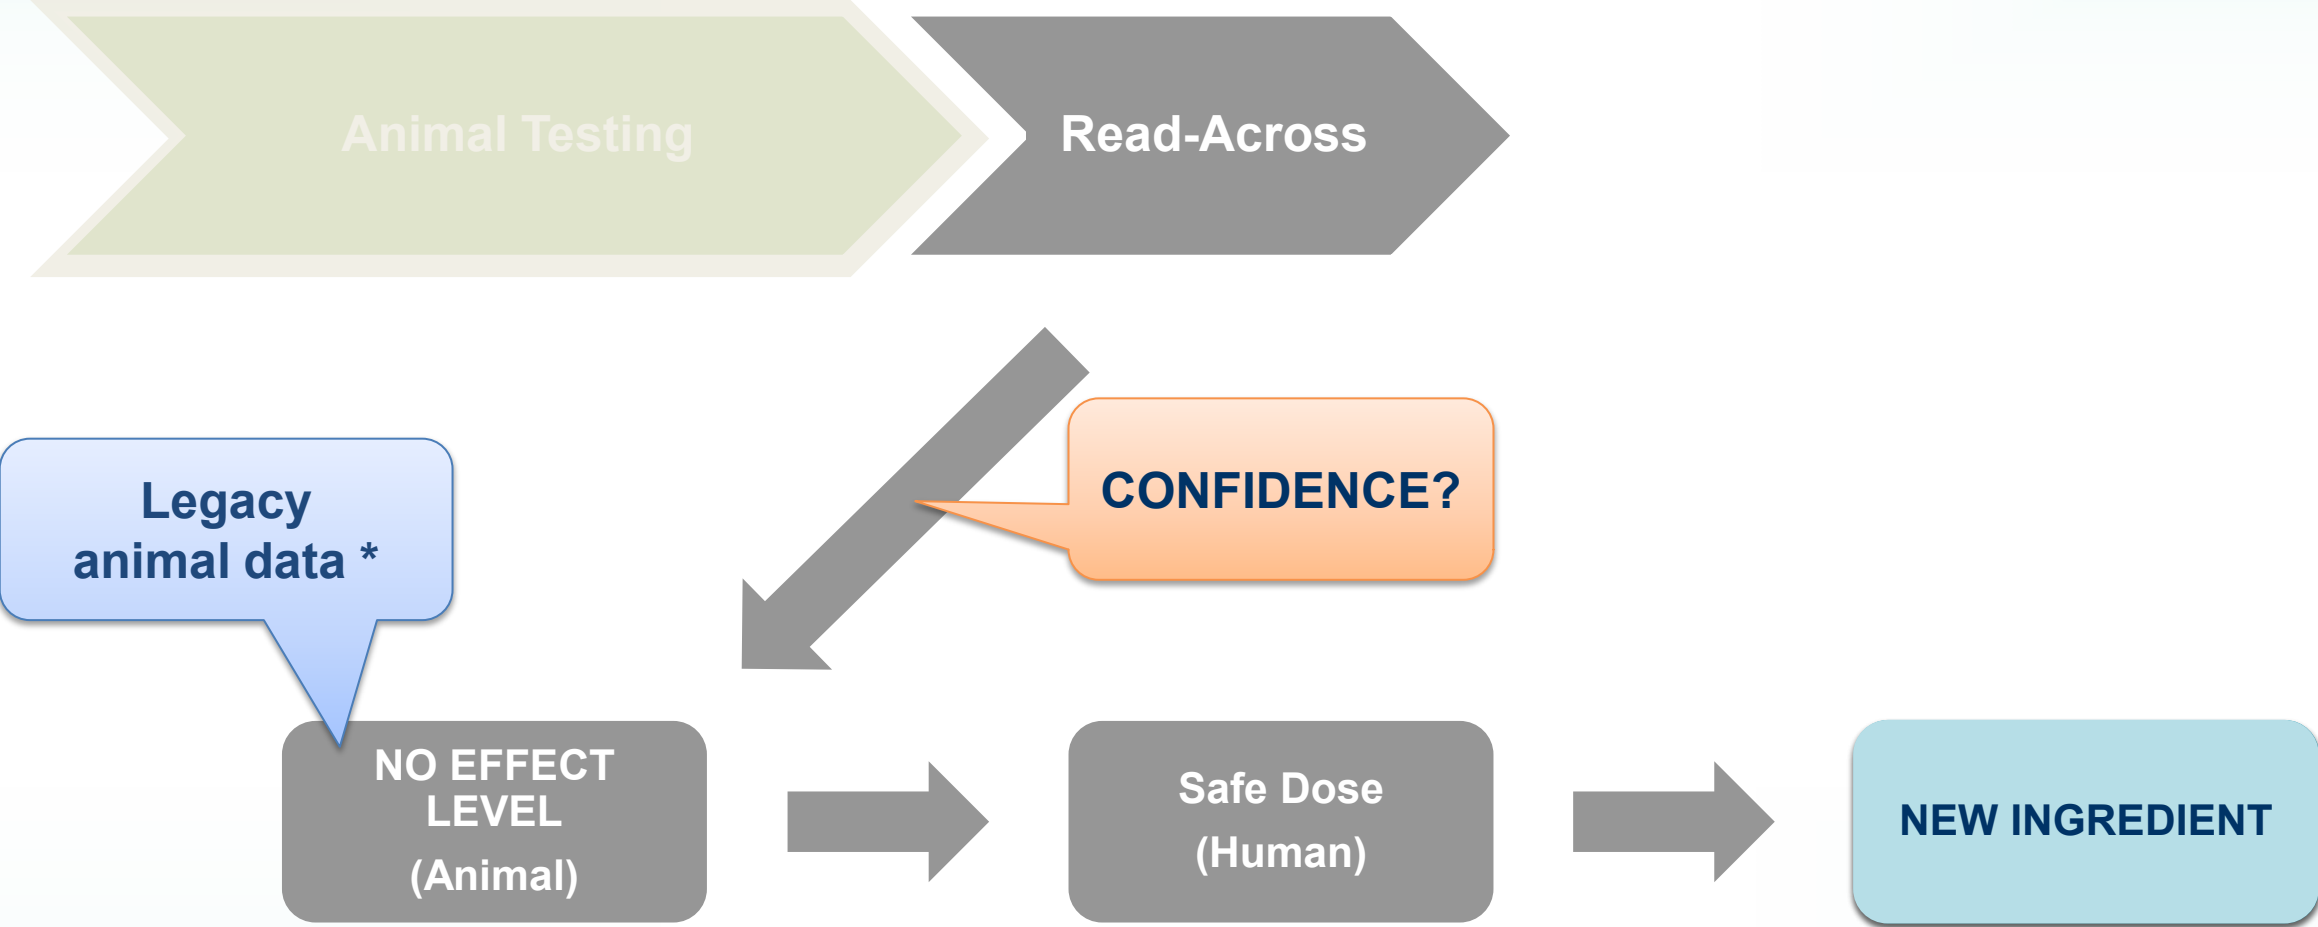 Animal Testing
Read-Across
CONFIDENCE?
Legacy
animal data *
NO EFFECT
LEVEL
(Animal)
Safe Dose
(Human)
NEW INGREDIENT